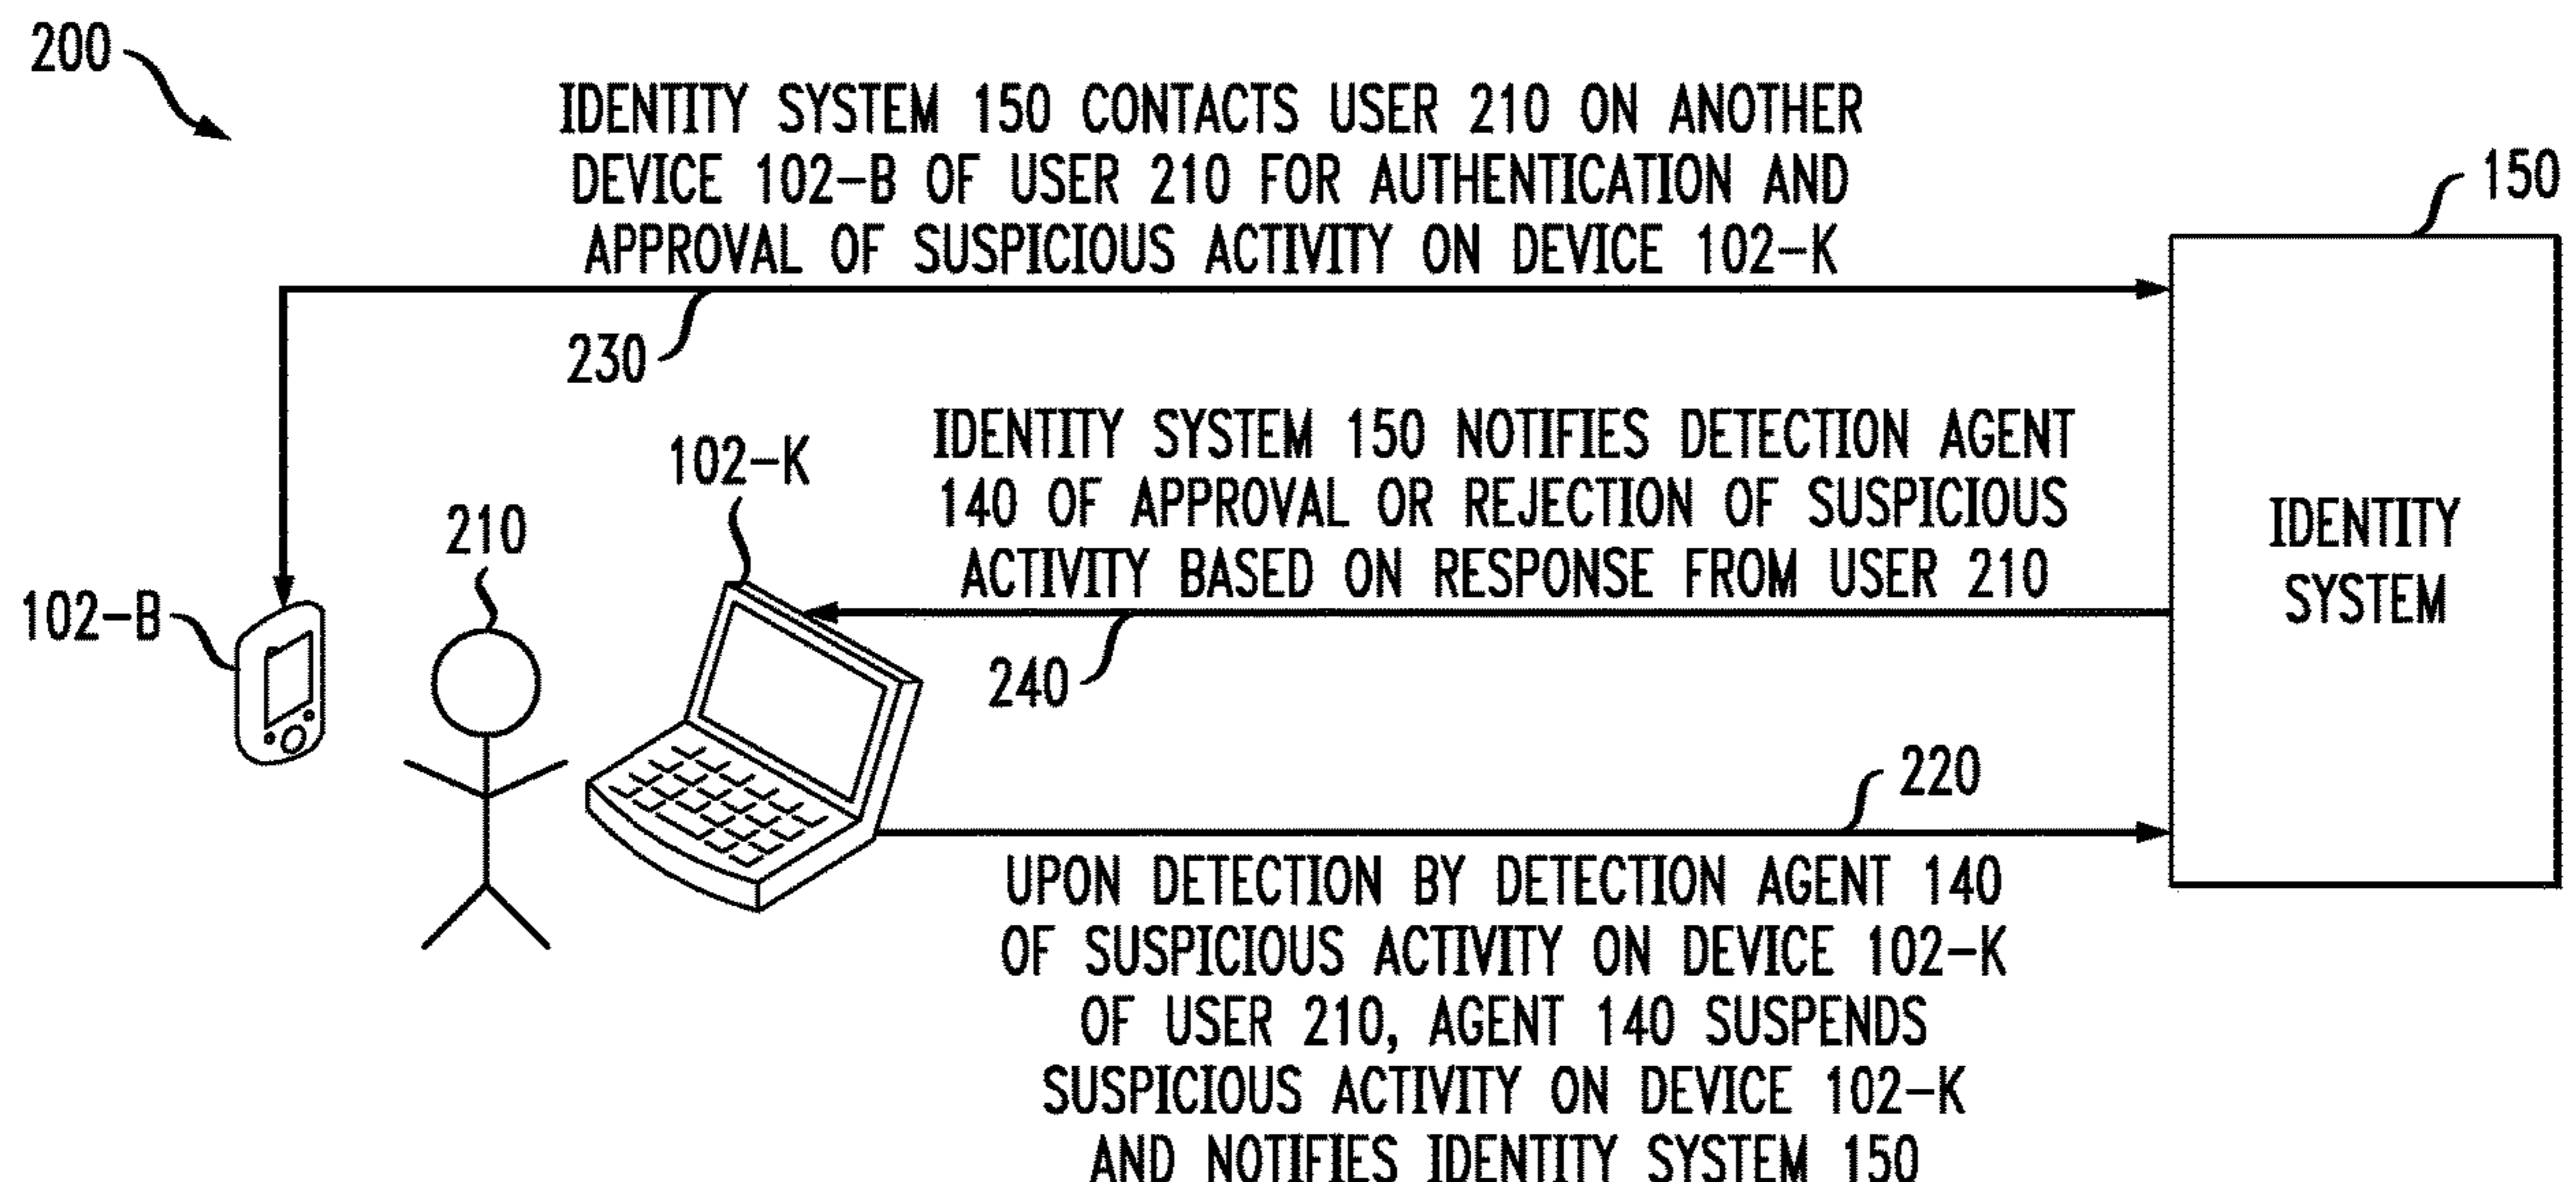 200
IDENTITY SYSTEM 150 CONTACTS USER 210 ON ANOTHER
DEVICE 102-B OF USER 210 FOR AUTHENTICATION AND
APPROVAL OF SUSPICIOUS ACTIVITY ON DEVICE 102-K
150
230
IDENTITY SYSTEM 150 NOTIFIES DETECTION AGENT
140 OF APPROVAL OR REJECTION OF SUSPICIOUS
ACTIVITY BASED ON RESPONSE FROM USER 210
102-K
210
102-B
IDENTITY
SYSTEM
240
220
UPON DETECTION BY DETECTION AGENT 140
OF SUSPICIOUS ACTIVITY ON DEVICE 102-K
OF USER 210, AGENT 140 SUSPENDS
SUSPICIOUS ACTIVITY ON DEVICE 102-K
AND NOTIFIES IDENTITY SYSTEM 150